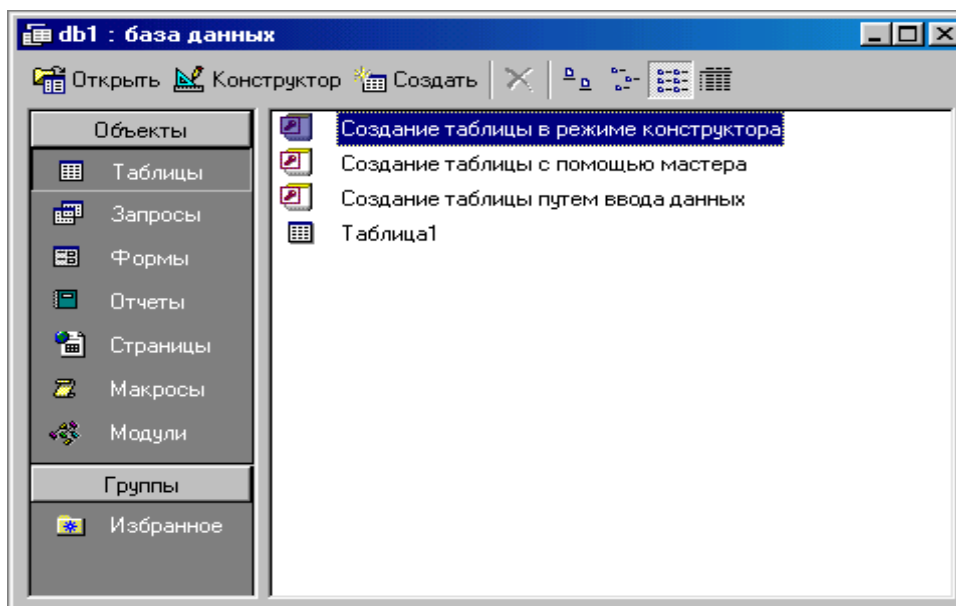 db1 : база данных
Открыть Конструктор Создать
Объекты
Таблицы
Запросы
Формы
Отчеты
Страницы
Макросы
Модули
Группы
Избранное
Создание таблицы в режиме конструктора
Создание таблицы с помощью мастера
Создание таблицы путем ввода данных
Таблица1